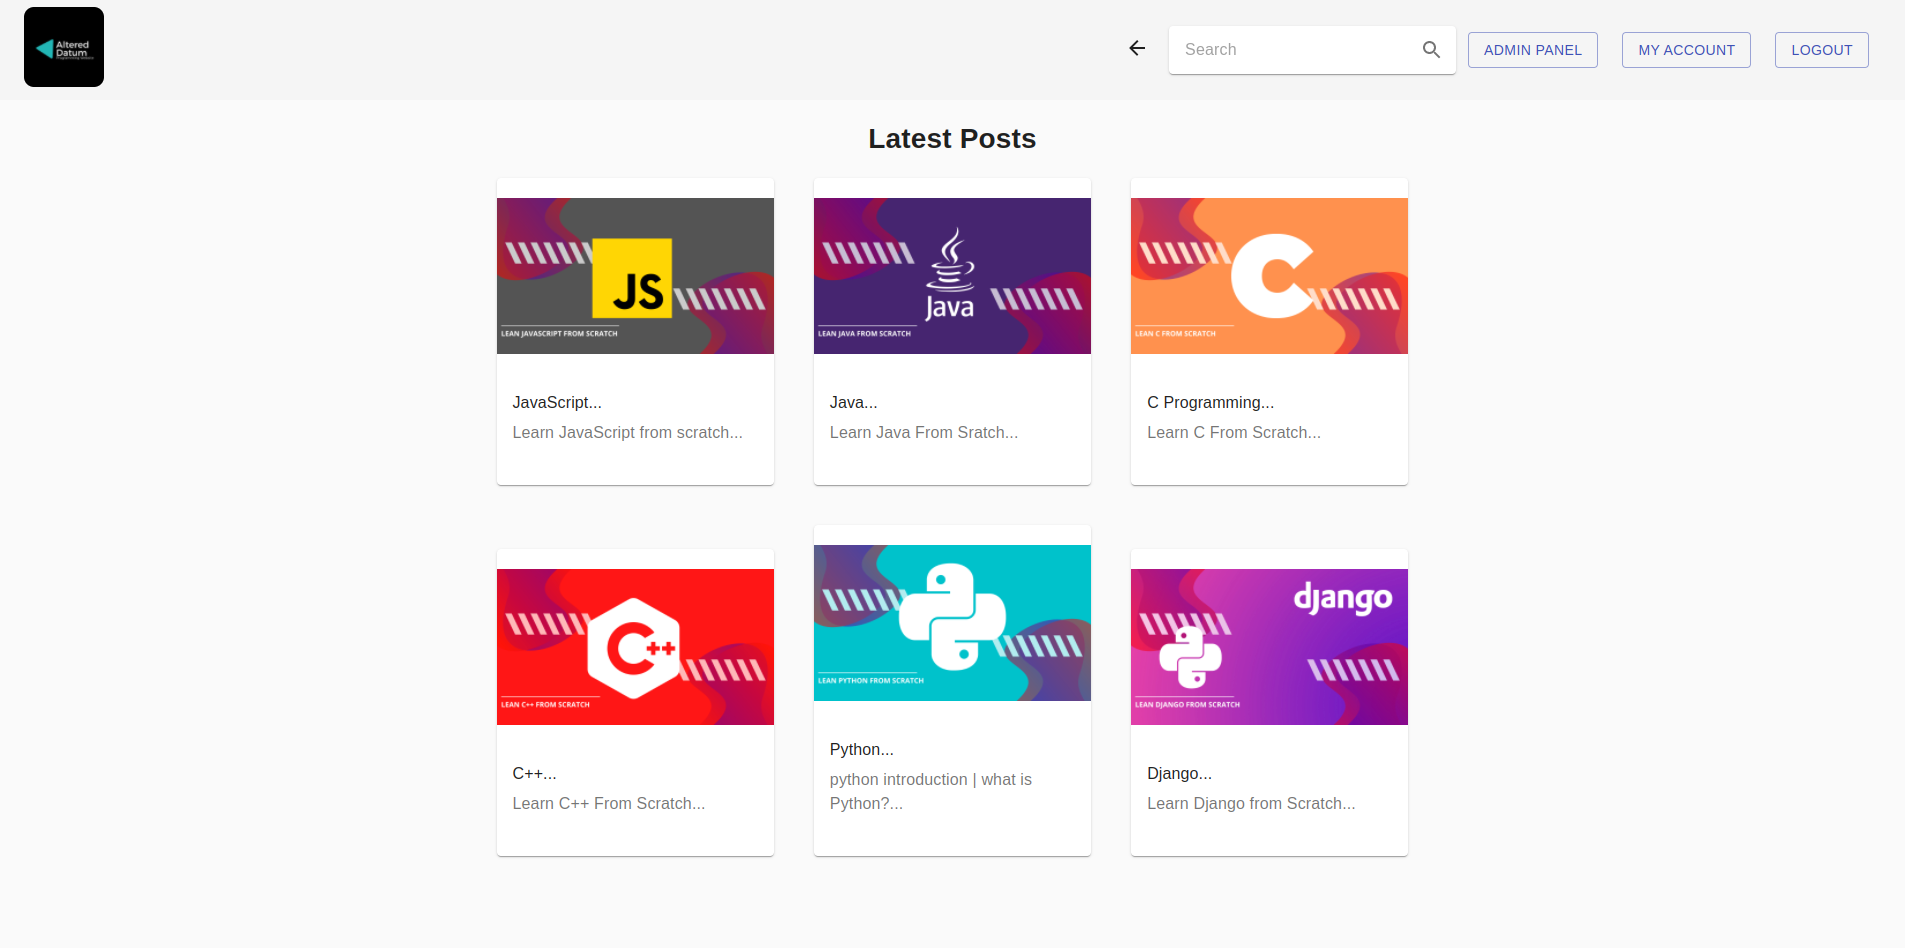 Altered
Datum
Search
ADMIN PANEL
MY ACCOUNT
LOGOUT
Latest Posts
JS
LEAN JAVASCRIPT FROM SCRATCH
Java
LEAN JAVA FROM SCRATCH
C
LEAN C FROM SCRATCH
JavaScript...
Learn JavaScript from scratch...
Java...
Learn Java From Sratch...
C Programming...
Learn C From Scratch...
C++
LEAN C++ FROM SCRATCH
LEAN PYTHON FROM SCRATCH
django
LEAN DJANGO FROM SCRATCH
C++...
Learn C++ From Scratch...
Python...
python introduction | what is
Python?...
Django...
Learn Django from Scratch...